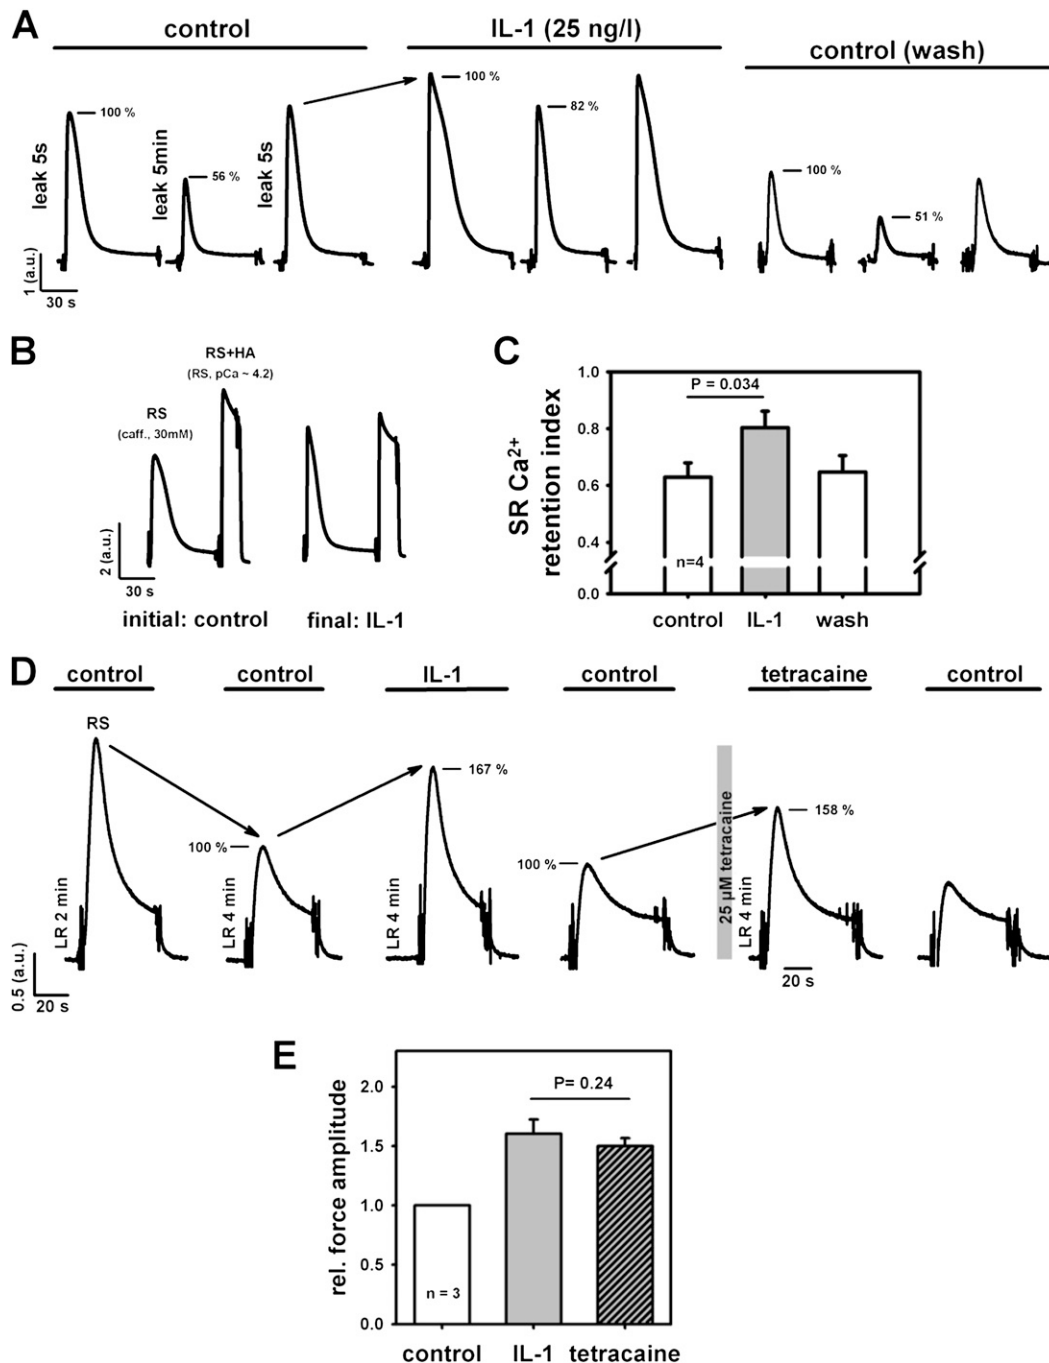 A
control
IL-1 (25 ng/l)
control (wash)
leak 5s
100 %
leak 5min
56 %
leak 5s
100 %
82 %
100 %
51 %
1 (a.u.)
30 s
B
RS
(caff., 30mM)
RS+HA
(RS, pCa ~ 4.2)
2 (a.u.)
30 s
initial: control
final: IL-1
C
SR Ca²⁺
retention index
1.0
0.8
0.6
0.4
0.0
P = 0.034
n=4
control
IL-1
wash
D
control
control
IL-1
control
tetracaine
control
RS
LR 2 min
100 %
LR 4 min
167 %
LR 4 min
100 %
25 µM tetracaine
LR 4 min
158 %
0.5 (a.u.)
20 s
20 s
E
rel. force amplitude
2.0
1.5
1.0
0.5
0.0
P= 0.24
n = 3
control
IL-1
tetracaine